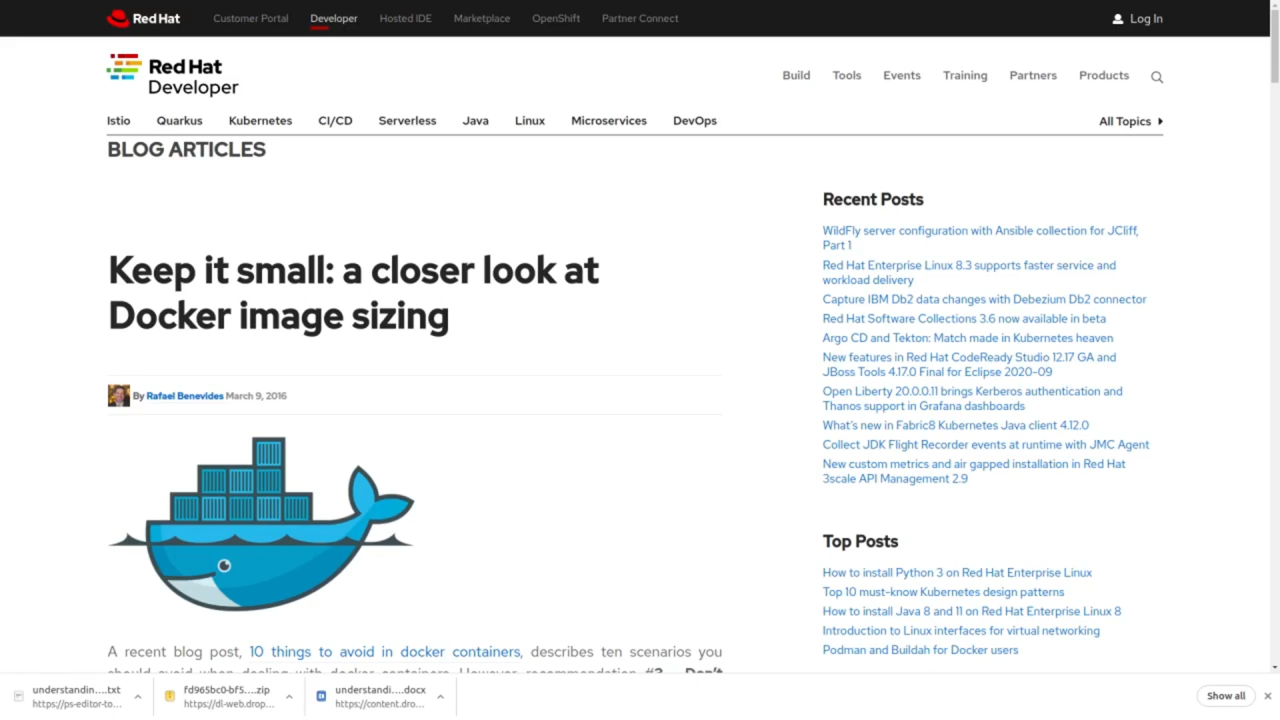 Red Hat
Customer Portal
Developer
Hosted IDE
Marketplace
OpenShift
Partner Connect
Log In
Red Hat
Developer
Build
Tools
Events
Training
Partners
Products
Istio
Quarkus
Kubernetes
CI/CD
Serverless
Java
Linux
Microservices
DevOps
All Topics
BLOG ARTICLES
Keep it small: a closer look at
Docker image sizing
By Rafael Benevides March 9, 2016
A recent blog post, 10 things to avoid in docker containers, describes ten scenarios you
should avoid when dealing with docker containers. However, recommendation #3 – Don't
Recent Posts
WildFly server configuration with Ansible collection for JCliff,
Part 1
Red Hat Enterprise Linux 8.3 supports faster service and
workload delivery
Capture IBM Db2 data changes with Debezium Db2 connector
Red Hat Software Collections 3.6 now available in beta
Argo CD and Tekton: Match made in Kubernetes heaven
New features in Red Hat CodeReady Studio 12.17 GA and
JBoss Tools 4.17.0 Final for Eclipse 2020-09
Open Liberty 20.0.0.11 brings Kerberos authentication and
Thanos support in Grafana dashboards
What's new in Fabric8 Kubernetes Java client 4.12.0
Collect JDK Flight Recorder events at runtime with JMC Agent
New custom metrics and air gapped installation in Red Hat
3scale API Management 2.9
Top Posts
How to install Python 3 on Red Hat Enterprise Linux
Top 10 must-know Kubernetes design patterns
How to install Java 8 and 11 on Red Hat Enterprise Linux 8
Introduction to Linux interfaces for virtual networking
Podman and Buildah for Docker users
understandin....txt
https://ps-editor-to...
fd965bc0-bf5....zip
https://dl-web.drop...
understandi....docx
https://content.dro...
Show all